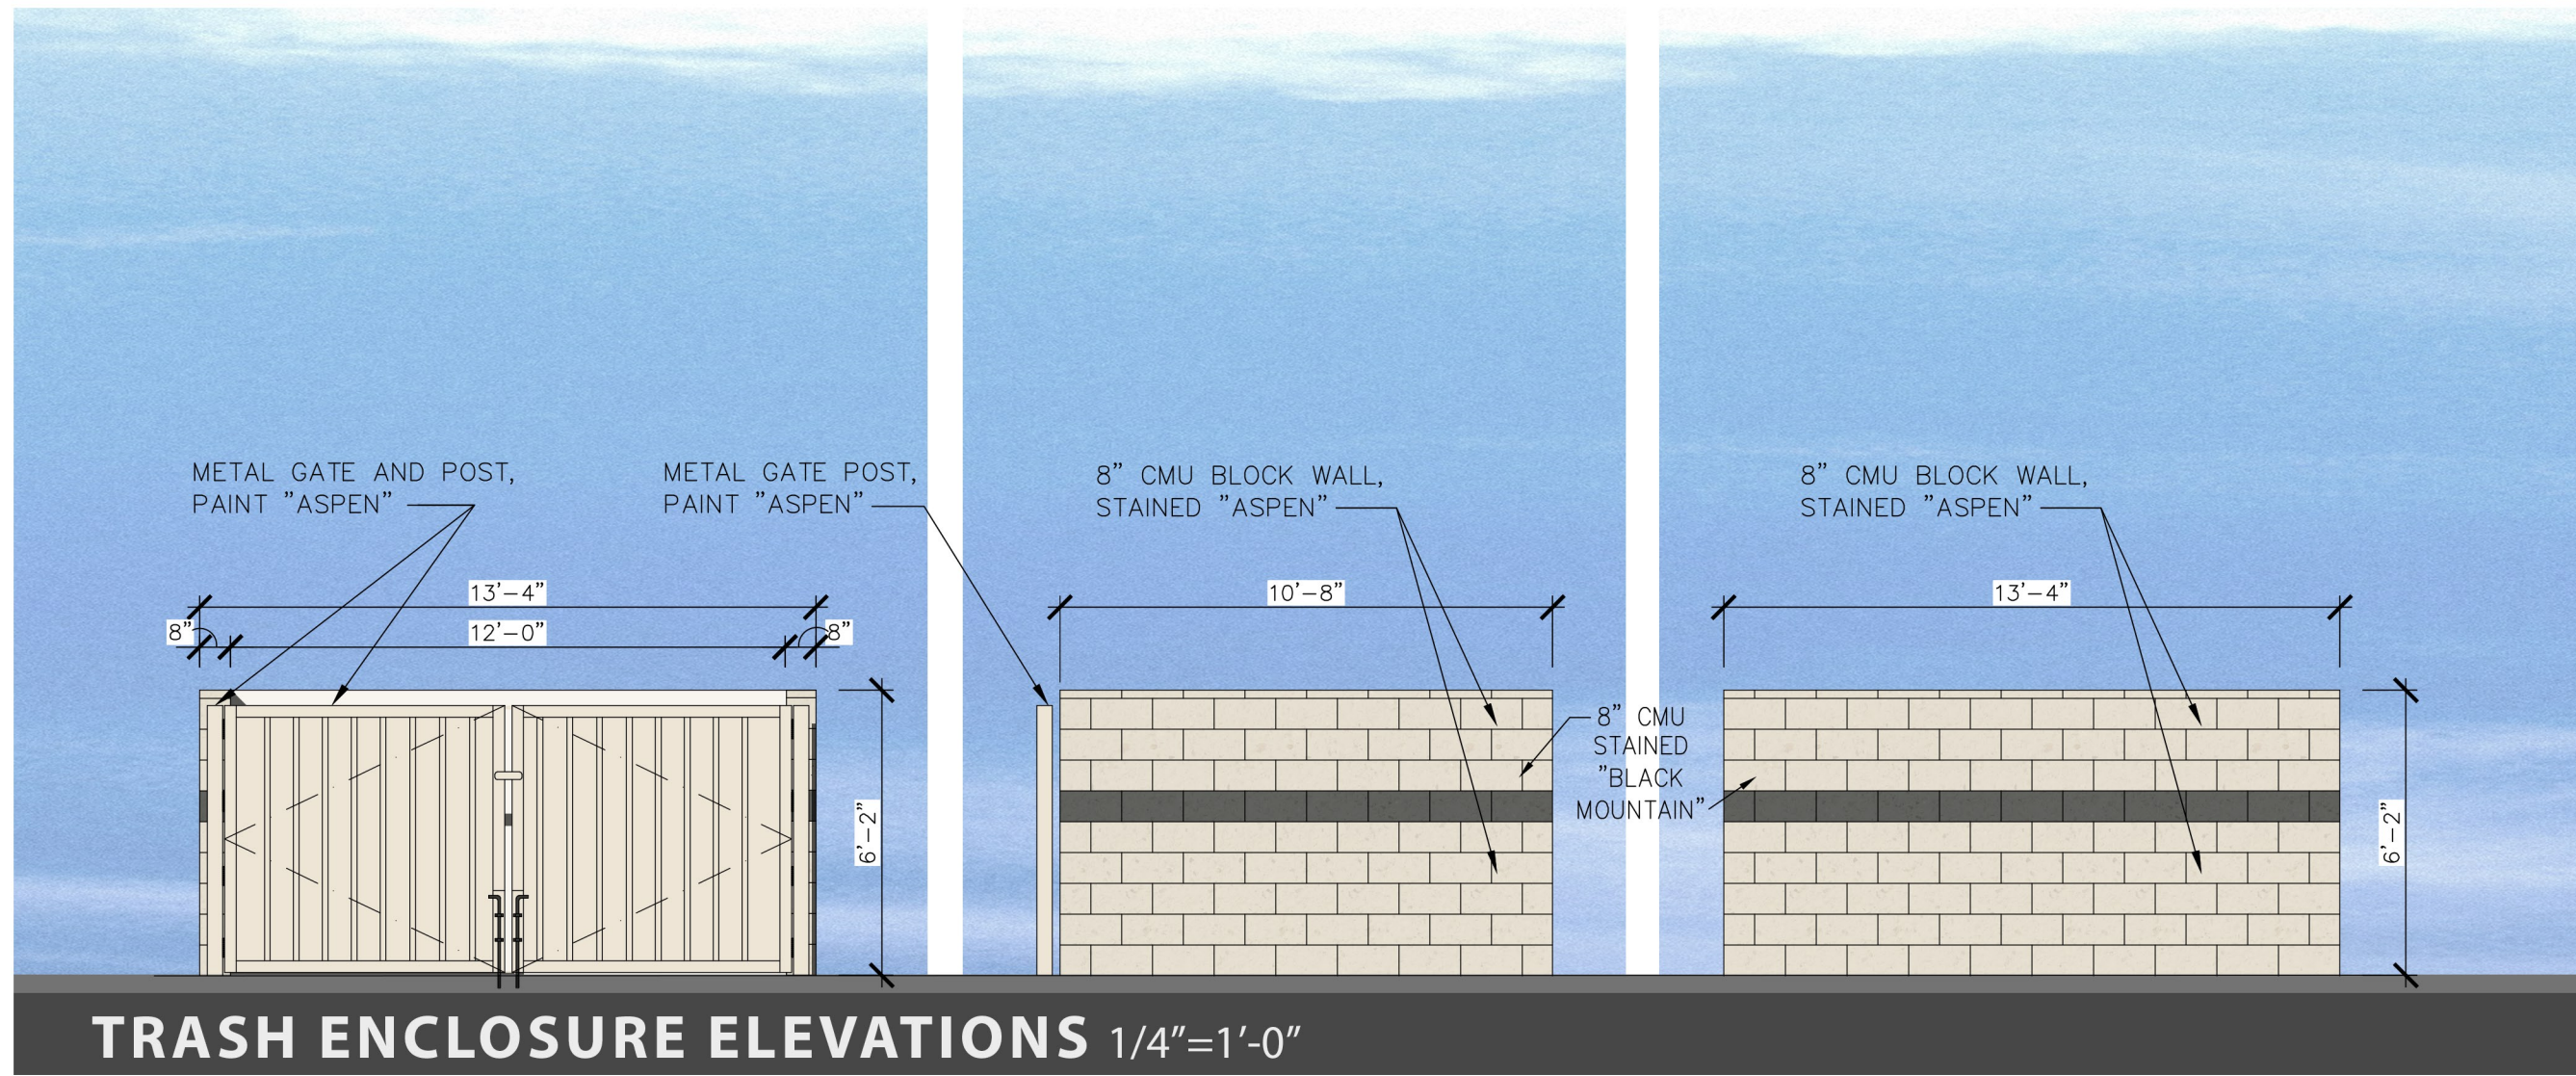 METAL GATE AND POST,
PAINT "ASPEN"
METAL GATE POST,
PAINT "ASPEN"
8" CMU BLOCK WALL,
STAINED "ASPEN"
8" CMU BLOCK WALL,
STAINED "ASPEN"
13'-4"
10'-8"
13'-4"
8"
12'-0"
8"
8" CMU
STAINED
"BLACK
MOUNTAIN"
6'-2"
6'-2"
TRASH ENCLOSURE ELEVATIONS 1/4"=1'-0"